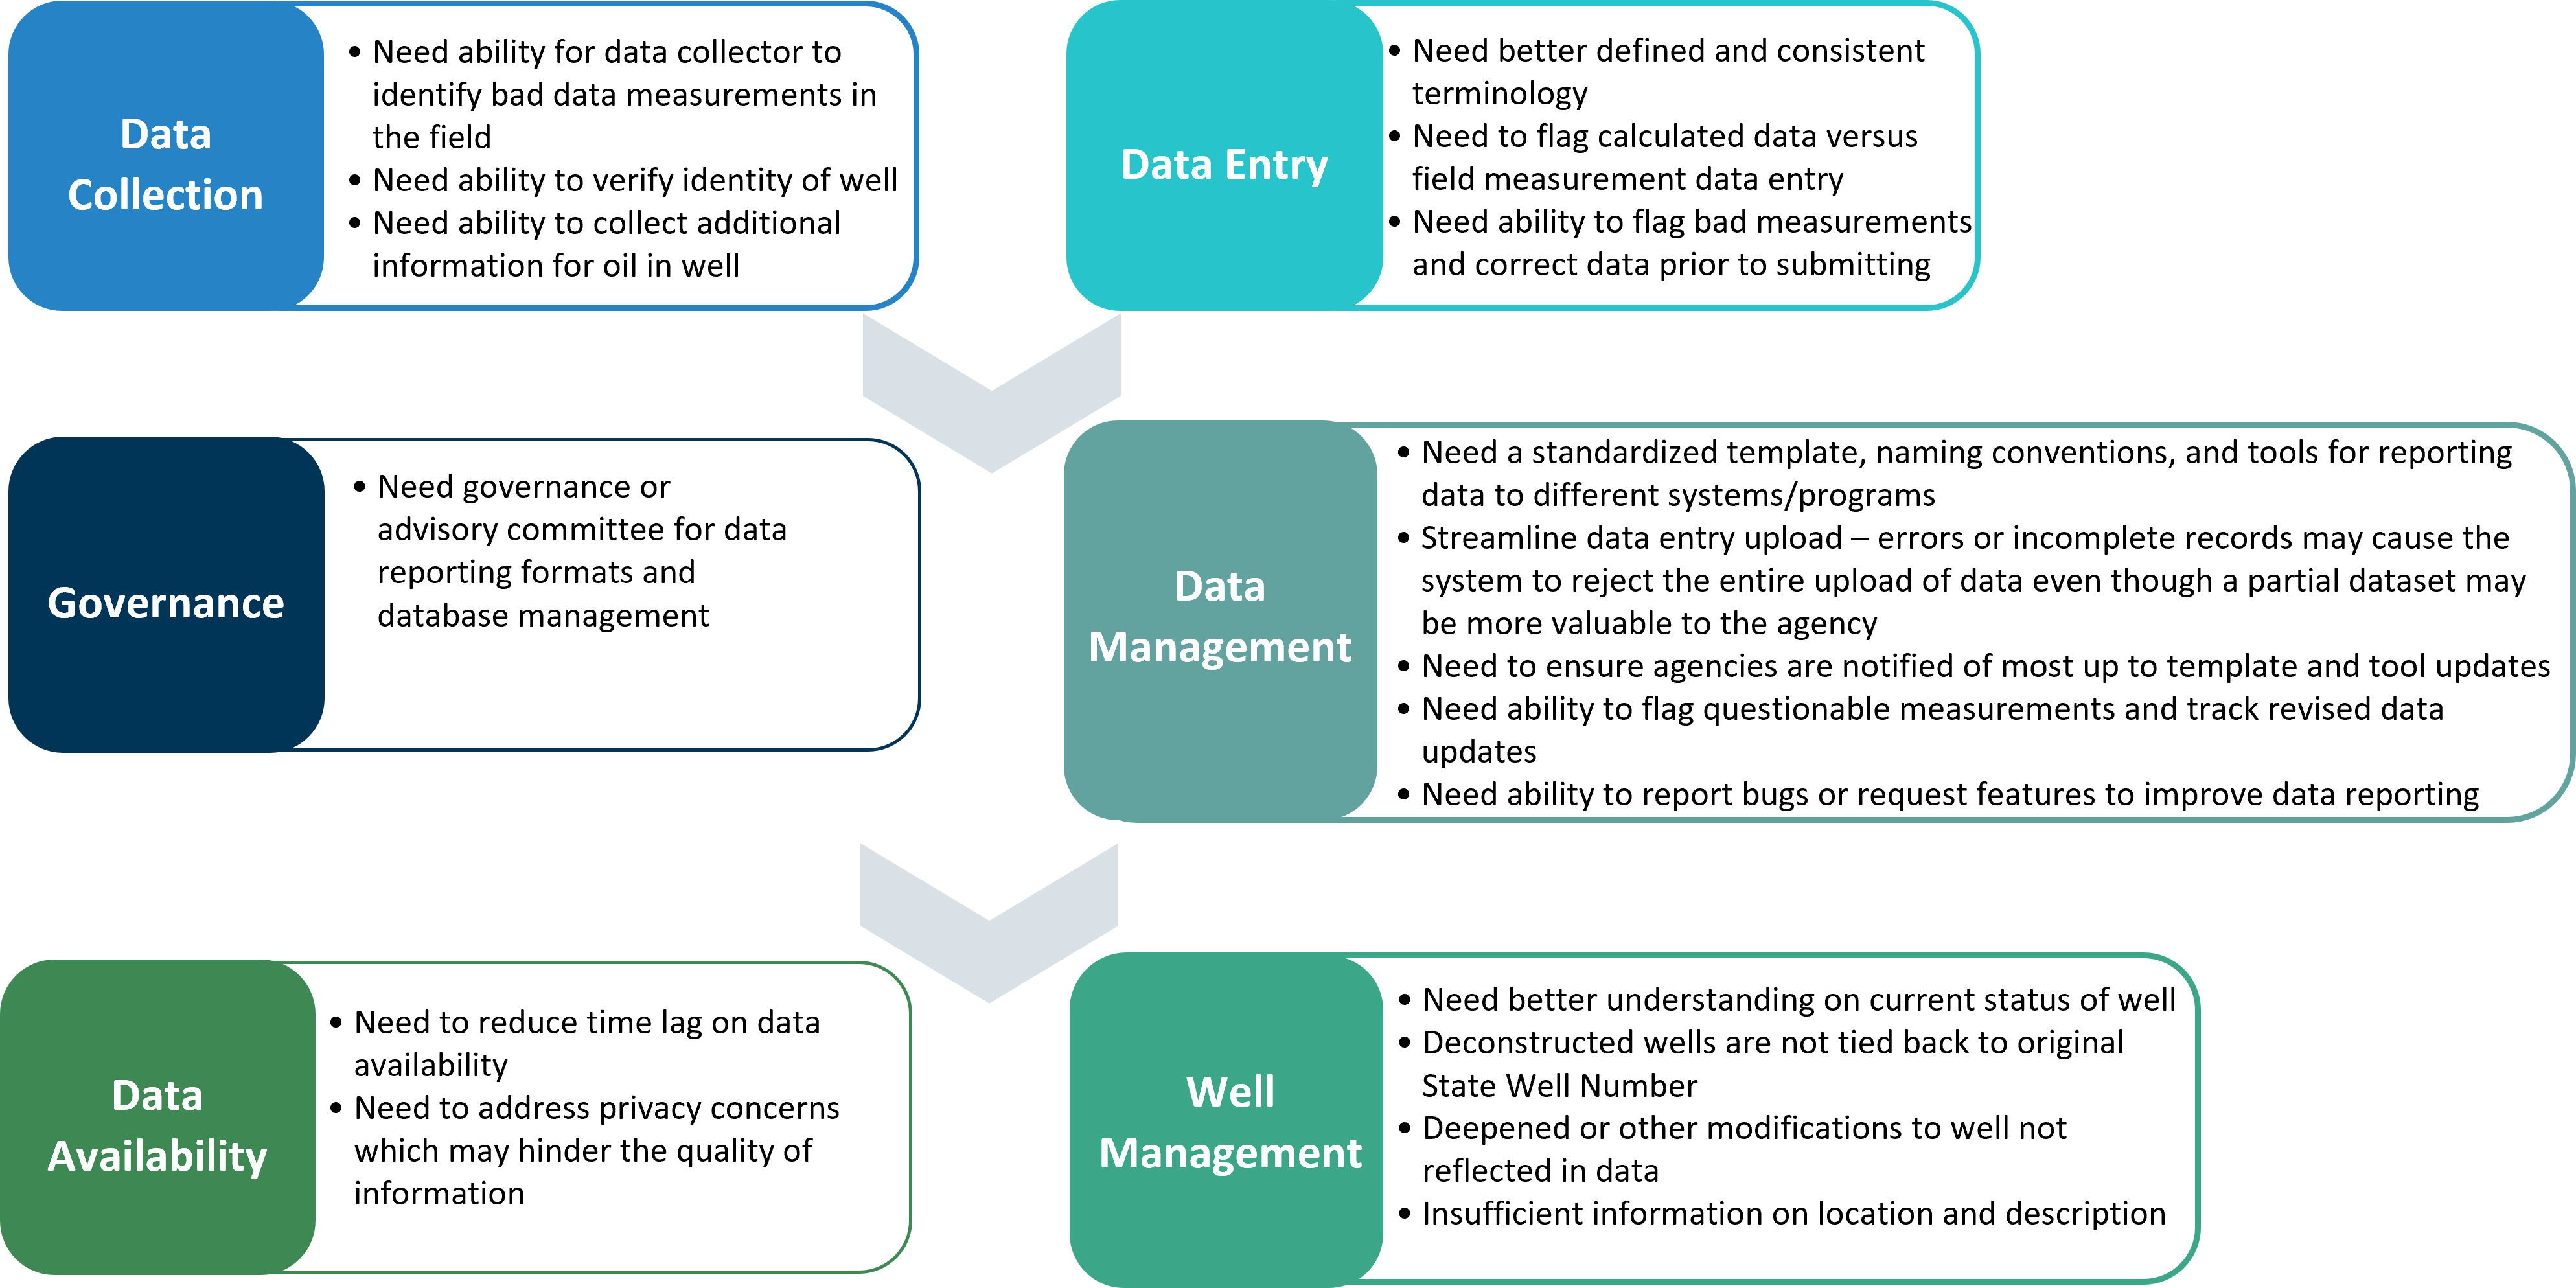 Data
Collection
• Need ability for data collector to
identify bad data measurements in
the field
• Need ability to verify identity of well
• Need ability to collect additional
information for oil in well
Data Entry
• Need better defined and consistent
terminology
• Need to flag calculated data versus
field measurement data entry
• Need ability to flag bad measurements
and correct data prior to submitting
Governance
• Need governance or
advisory committee for data
reporting formats and
database management
Data
Management
• Need a standardized template, naming conventions, and tools for reporting
data to different systems/programs
• Streamline data entry upload – errors or incomplete records may cause the
system to reject the entire upload of data even though a partial dataset may
be more valuable to the agency
• Need to ensure agencies are notified of most up to template and tool updates
• Need ability to flag questionable measurements and track revised data
updates
• Need ability to report bugs or request features to improve data reporting
Data
Availability
• Need to reduce time lag on data
availability
• Need to address privacy concerns
which may hinder the quality of
information
Well
Management
• Need better understanding on current status of well
• Deconstructed wells are not tied back to original
State Well Number
• Deepened or other modifications to well not
reflected in data
• Insufficient information on location and description